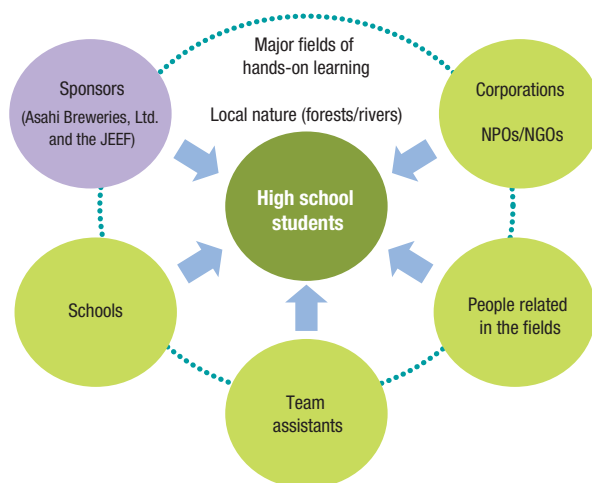 Major fields of
hands-on learning
Local nature (forests/rivers)
Sponsors
(Asahi Breweries, Ltd.
and the JEEF)
Corporations
NPOs/NGOs
High school
students
Schools
People related
in the fields
Team
assistants